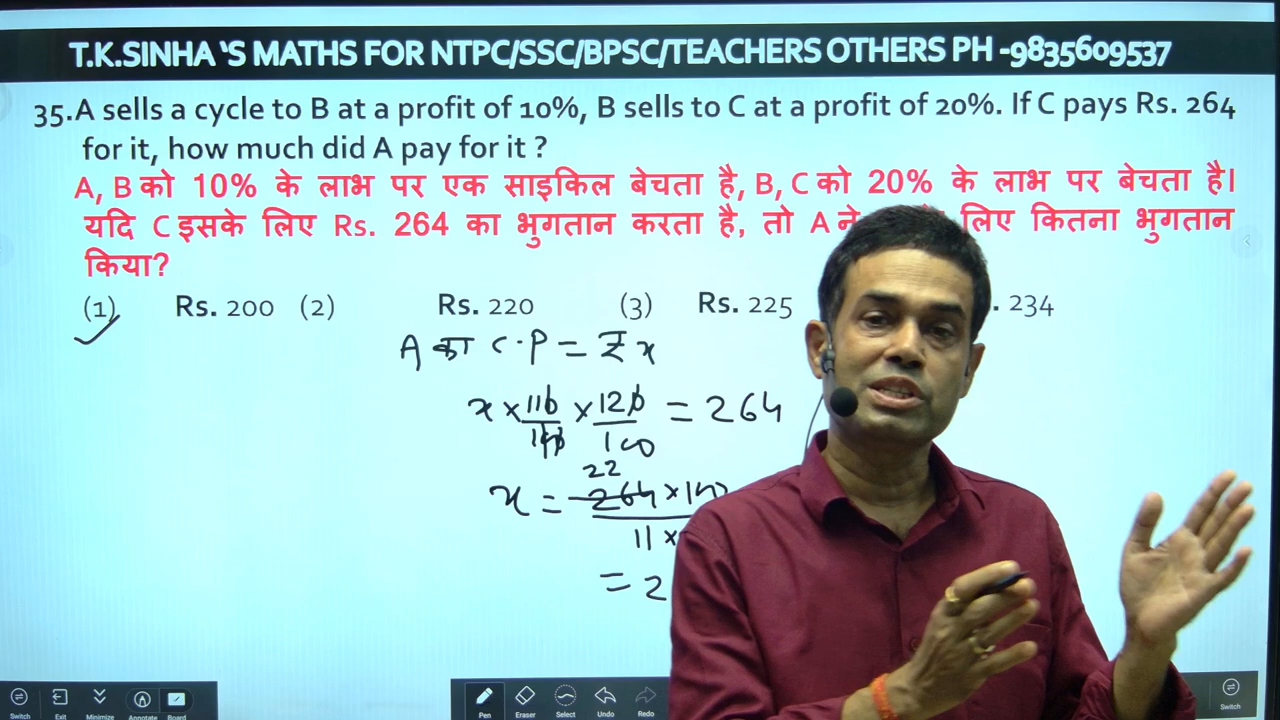 T.K.SINHA 'S MATHS FOR NTPC/SSC/BPSC/TEACHERS OTHERS PH -9835609537
35.A sells a cycle to B at a profit of 10%, B sells to C at a profit of 20%. If C pays Rs. 264
for it, how much did A pay for it ?
A, B को 10% के लाभ पर एक साइकिल बेचता है, B, C को 20% के लाभ पर बेचता है।
यदि C इसके लिए Rs. 264 का भुगतान करता है, तो A ने लिए कितना भुगतान
किया?
(1) Rs. 200 (2) Rs. 220 (3) Rs. 225 . 234
A का C.P = ₹ x
x × 110/100 × 120/100 = 264
22
x = 264 × 100
11 ×
= 2
Switch Exit Minimize Annotate Board Pen Eraser Select Undo Redo Switch